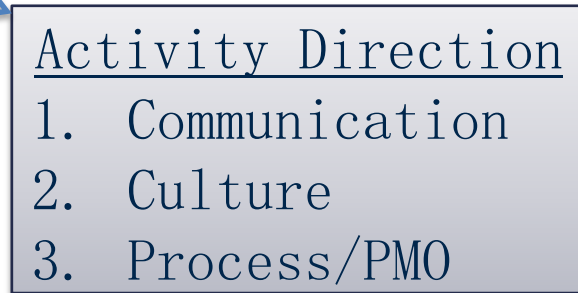 Activity Direction
1. Communication
2. Culture
3. Process/PMO